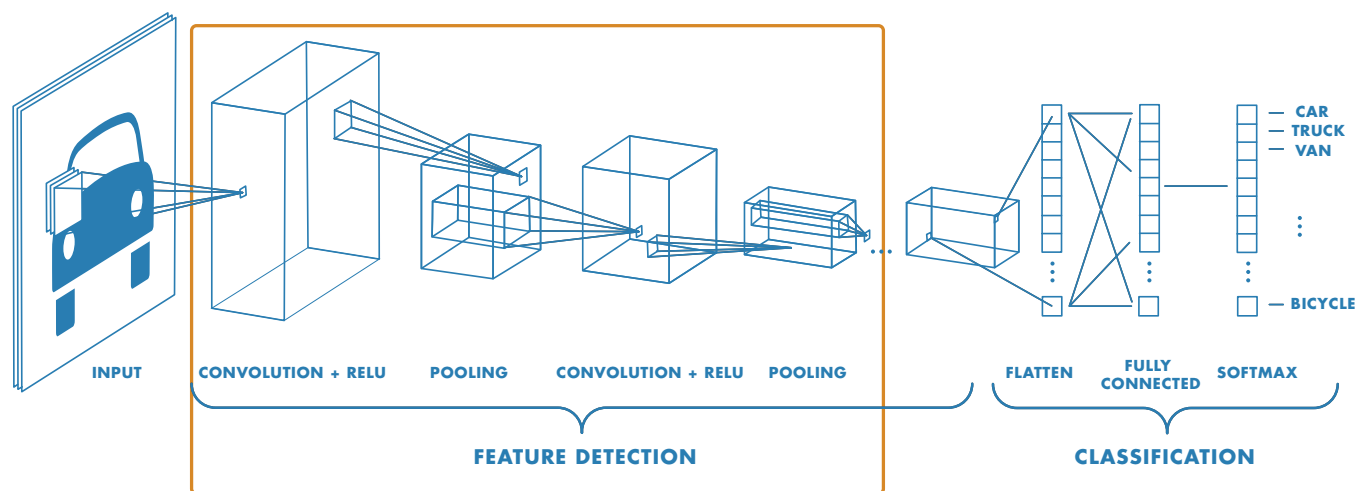 CAR
TRUCK
VAN
BICYCLE
INPUT
CONVOLUTION + RELU
POOLING
CONVOLUTION + RELU
POOLING
FLATTEN
FULLY
CONNECTED
SOFTMAX
FEATURE DETECTION
CLASSIFICATION